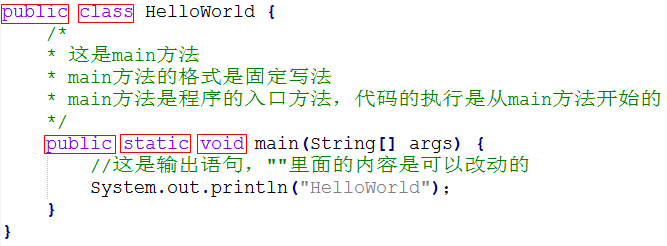 public class HelloWorld {
/*
* 这是main方法
* main方法的格式是固定写法
* main方法是程序的入口方法，代码的执行是从main方法开始的
*/
public static void main(String[] args) {
//这是输出语句，""里面的内容是可以改动的
System.out.println("HelloWorld");
}
}